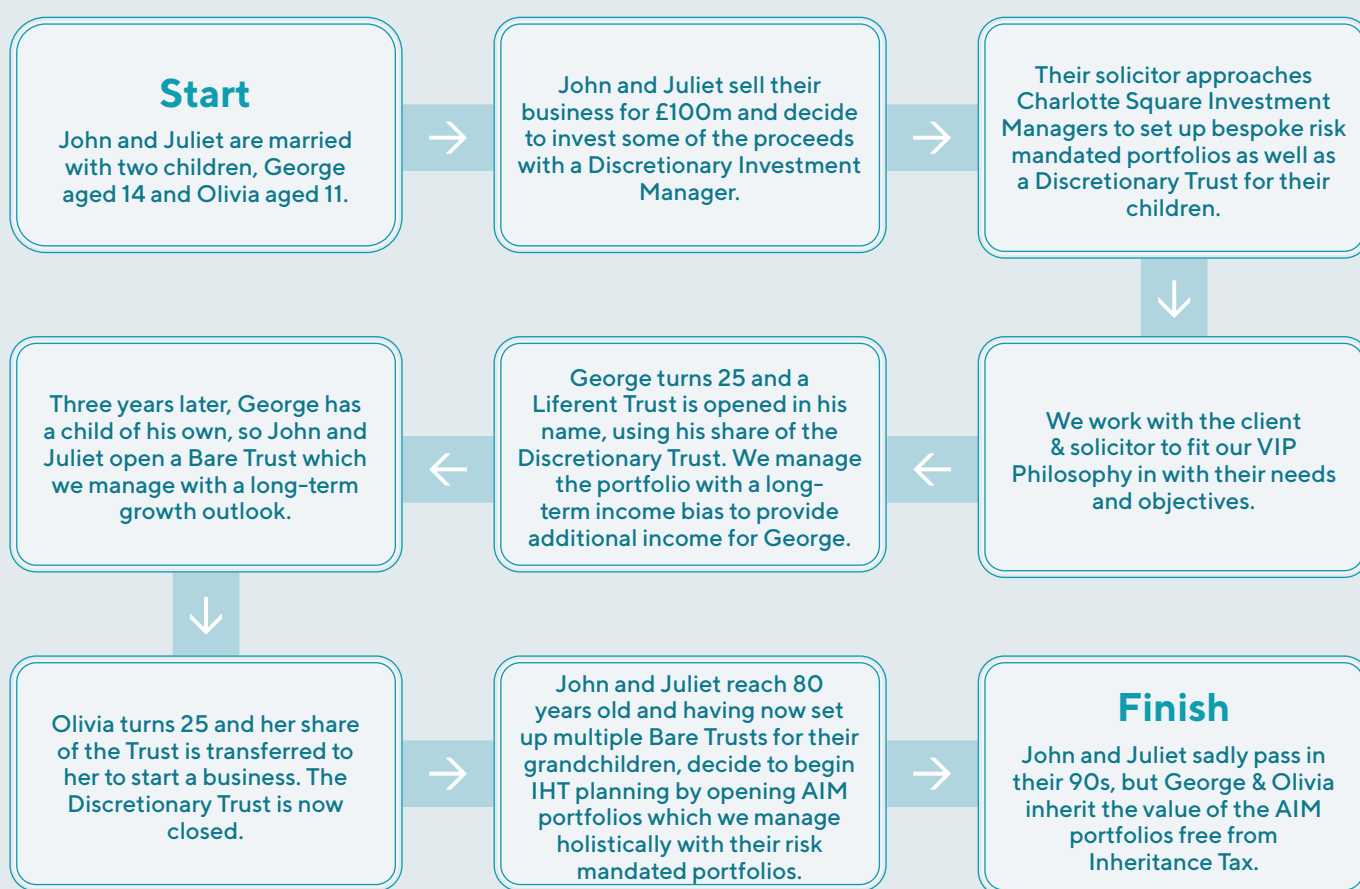 Start
John and Juliet are married
with two children, George
aged 14 and Olivia aged 11.
John and Juliet sell their
business for £100m and decide
to invest some of the proceeds
with a Discretionary Investment
Manager.
Their solicitor approaches
Charlotte Square Investment
Managers to set up bespoke risk
mandated portfolios as well as
a Discretionary Trust for their
children.
We work with the client
& solicitor to fit our VIP
Philosophy in with their needs
and objectives.
George turns 25 and a
Liferent Trust is opened in his
name, using his share of the
Discretionary Trust. We manage
the portfolio with a long-
term income bias to provide
additional income for George.
Three years later, George has
a child of his own, so John and
Juliet open a Bare Trust which
we manage with a long-term
growth outlook.
Olivia turns 25 and her share
of the Trust is transferred to
her to start a business. The
Discretionary Trust is now
closed.
John and Juliet reach 80
years old and having now set
up multiple Bare Trusts for their
grandchildren, decide to begin
IHT planning by opening AIM
portfolios which we manage
holistically with their risk
mandated portfolios.
Finish
John and Juliet sadly pass in
their 90s, but George & Olivia
inherit the value of the AIM
portfolios free from
Inheritance Tax.